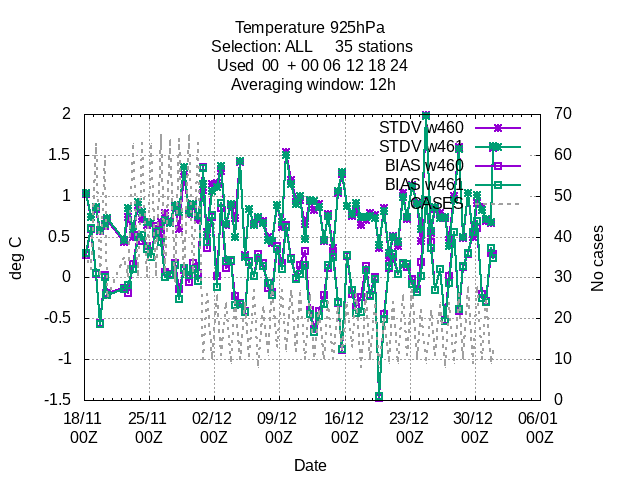 Temperature 925hPa
Selection: ALL     35 stations
Used  00  + 00 06 12 18 24
Averaging window: 12h
2
1.5
1
0.5
0
-0.5
-1
-1.5
deg C
70
60
50
40
30
20
10
0
No cases
STDV w460
STDV w461
BIAS w460
BIAS w461
CASES
18/11 25/11 02/12 09/12 16/12 23/12 30/12 06/01
00Z 00Z 00Z 00Z 00Z 00Z 00Z 00Z
Date